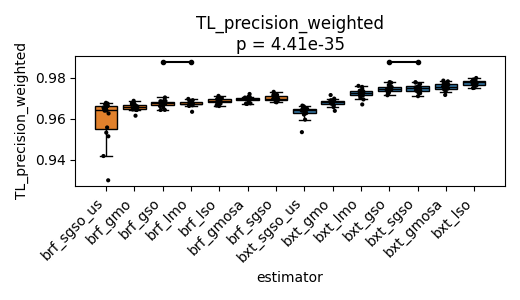 TL_precision_weighted
p = 4.41e-35
TL_precision_weighted
0.98
0.96
0.94
brf_sgso_us
brf_gmo
brf_gso
brf_lmo
brf_lso
brf_gmosa
brf_sgso
bxt_sgso_us
bxt_gmo
bxt_lmo
bxt_gso
bxt_sgso
bxt_gmosa
bxt_lso
estimator